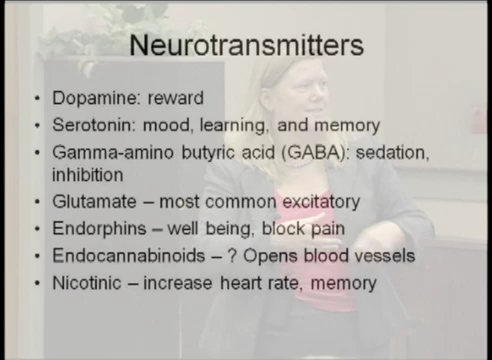 Neurotransmitters
• Dopamine: reward
• Serotonin: mood, learning, and memory
• Gamma-amino butyric acid (GABA): sedation,
inhibition
• Glutamate – most common excitatory
• Endorphins – well being, block pain
• Endocannabinoids – ? Opens blood vessels
• Nicotinic – increase heart rate, memory